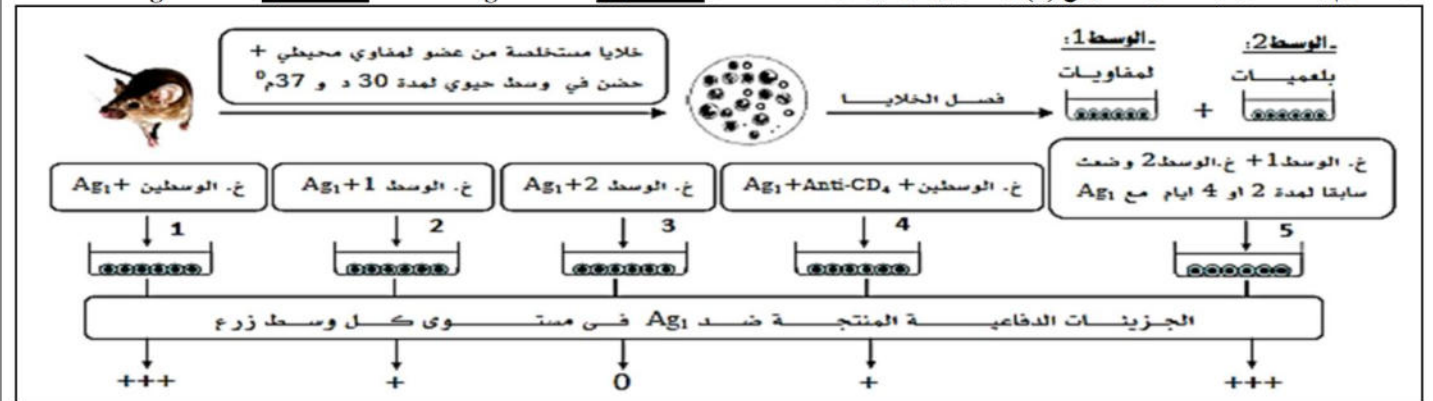 خلايا مستخلصة من عضو لمفاوي محيطي +
حضن في وسط حيوي لمدة 30 د و 37م⁰
فصل الخلايا
ـ الوسط1:
لمفاويات
+
ـ الوسط2:
بلعميات
خ. الوسطين +Ag₁
خ. الوسط 1+Ag₁
خ. الوسط 2+Ag₁
خ. الوسطين +Ag₁+Anti-CD₄
خ. الوسط1+ خ.الوسط2 وضعت
سابقا لمدة 2 او 4 ايام مع Ag₁
1
2
3
4
5
الجزيئات الدفاعية المنتجة ضد Ag₁ في مستوى كل وسط زرع
+++
+
0
+
+++